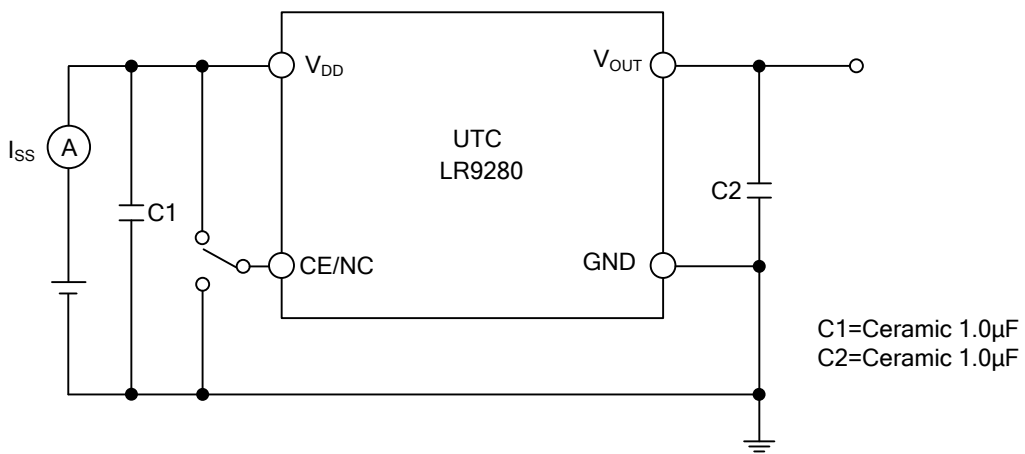 V_DD
V_OUT
UTC
LR9280
I_SS
A
C1
C2
CE/NC
GND
C1=Ceramic 1.0μF
C2=Ceramic 1.0μF